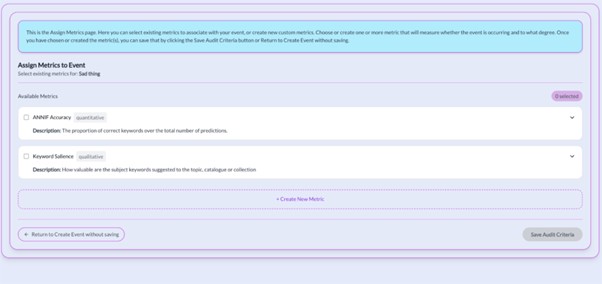 This is the Assign Metrics page. Here you can select existing metrics to associate with your event, or create new custom metrics. Choose or create one or more metric that will measure whether the event is occurring and to what degree. Once
you have chosen or created the metric(s), you can save that by clicking the Save Audit Criteria button or Return to Create Event without saving.
Assign Metrics to Event
Select existing metrics for: Sad thing
Available Metrics
0 selected
ANNIF Accuracy quantitative
Description: The proportion of correct keywords over the total number of predictions.
Keyword Salience qualitative
Description: How valuable are the subject keywords suggested to the topic, catalogue or collection
+ Create New Metric
← Return to Create Event without saving
Save Audit Criteria